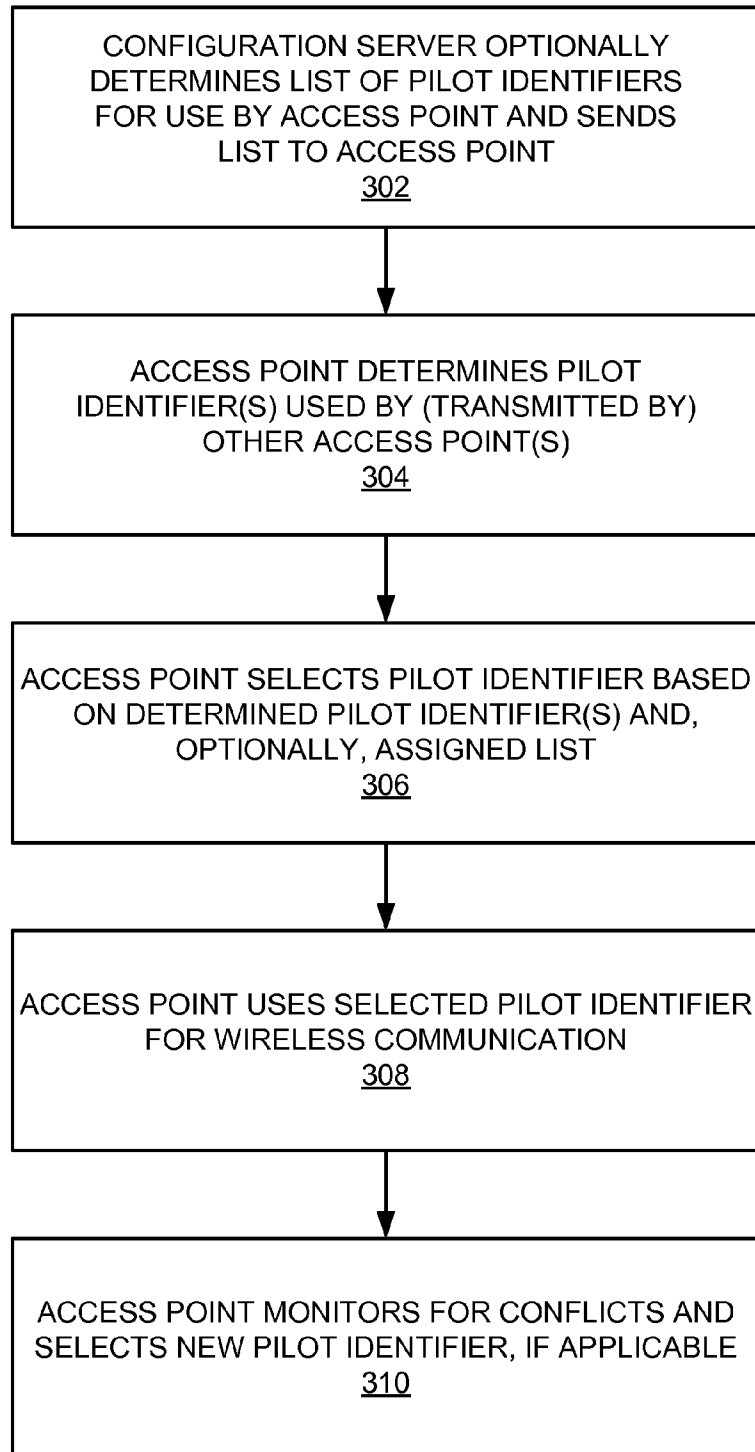 CONFIGURATION SERVER OPTIONALLY
DETERMINES LIST OF PILOT IDENTIFIERS
FOR USE BY ACCESS POINT AND SENDS
LIST TO ACCESS POINT
302
ACCESS POINT DETERMINES PILOT
IDENTIFIER(S) USED BY (TRANSMITTED BY)
OTHER ACCESS POINT(S)
304
ACCESS POINT SELECTS PILOT IDENTIFIER BASED
ON DETERMINED PILOT IDENTIFIER(S) AND,
OPTIONALLY, ASSIGNED LIST
306
ACCESS POINT USES SELECTED PILOT IDENTIFIER
FOR WIRELESS COMMUNICATION
308
ACCESS POINT MONITORS FOR CONFLICTS AND
SELECTS NEW PILOT IDENTIFIER, IF APPLICABLE
310